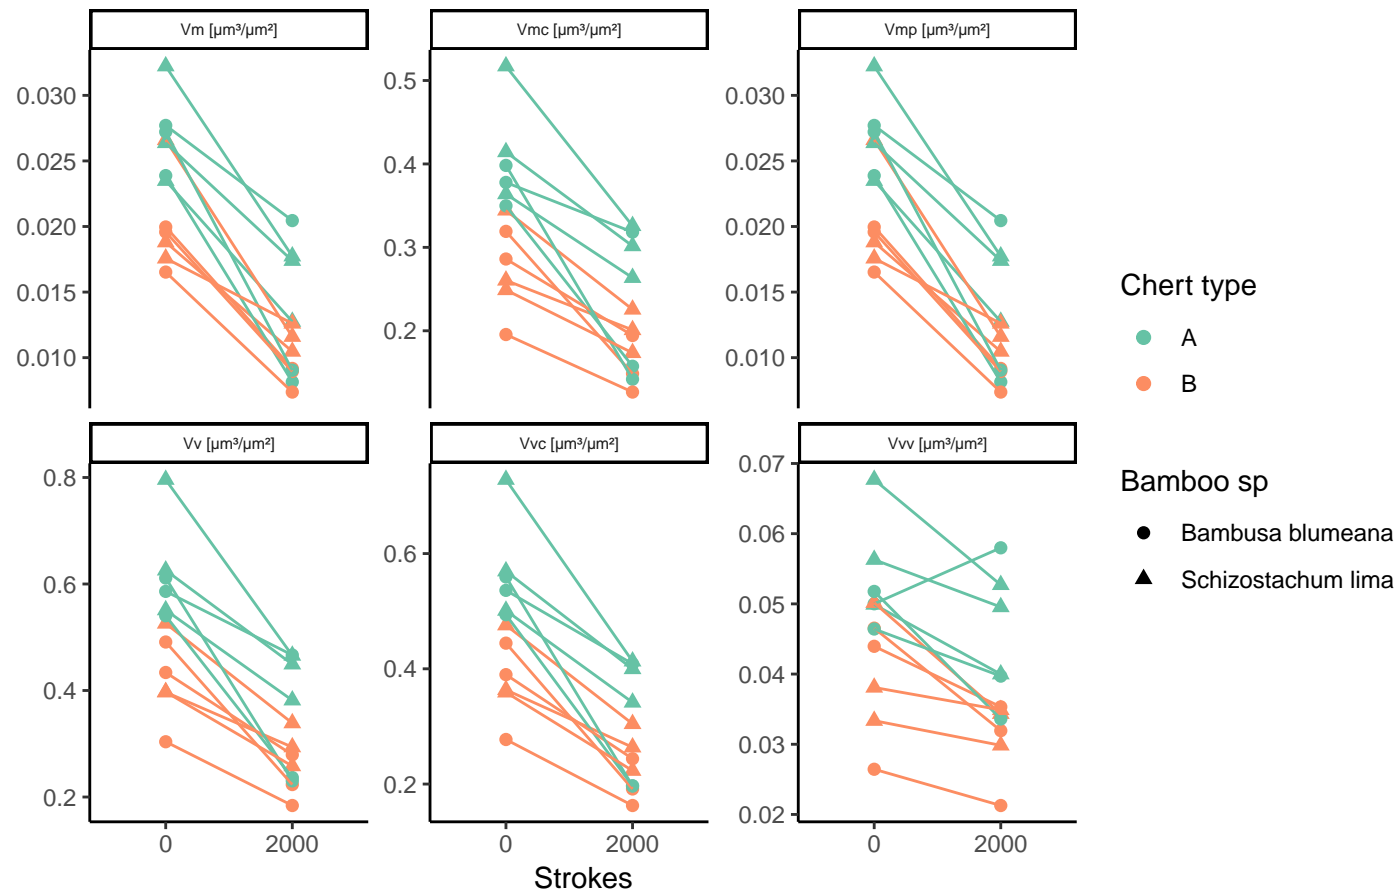 Vm [µm³/µm²]
Vmc [µm³/µm²]
Vmp [µm³/µm²]
0.030
0.025
0.020
0.015
0.010
0.5
0.4
0.3
0.2
0.030
0.025
0.020
0.015
0.010
Vv [µm³/µm²]
Vvc [µm³/µm²]
Vvv [µm³/µm²]
0.8
0.6
0.4
0.2
0.6
0.4
0.2
0.07
0.06
0.05
0.04
0.03
0.02
0 2000
0 2000
0 2000
Strokes
Chert type
A
B
Bamboo sp
Bambusa blumeana
Schizostachum lima